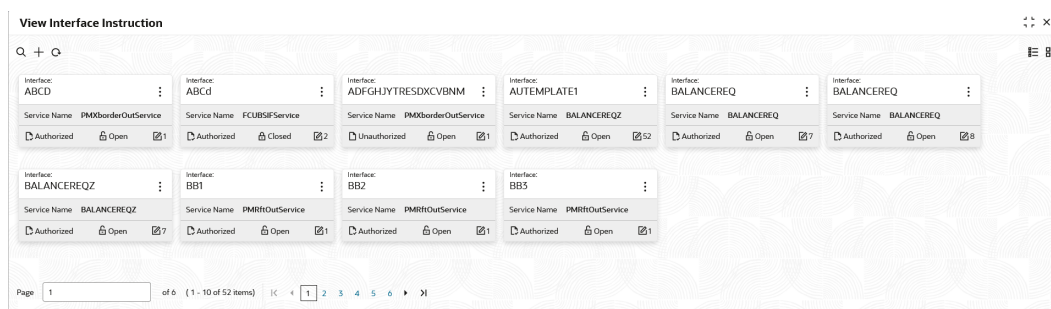 View Interface Instruction
Interface:
ABCD
Service Name PMXborderOutService
Authorized Open 1
Interface:
ABCd
Service Name FCUBSIFService
Authorized Closed 2
Interface:
ADFGHJYTRESDXCVBNM
Service Name PMXborderOutService
Unauthorized Open 1
Interface:
AUTEMPLATE1
Service Name BALANCEREQZ
Authorized Open 52
Interface:
BALANCEREQ
Service Name BALANCEREQ
Authorized Open 7
Interface:
BALANCEREQ
Service Name BALANCEREQ
Authorized Open 8
Interface:
BALANCEREQZ
Service Name BALANCEREQZ
Authorized Open 7
Interface:
BB1
Service Name PMRftOutService
Authorized Open 1
Interface:
BB2
Service Name PMRftOutService
Authorized Open 1
Interface:
BB3
Service Name PMRftOutService
Authorized Open 1
Page 1 of 6 ( 1 - 10 of 52 items) 1 2 3 4 5 6